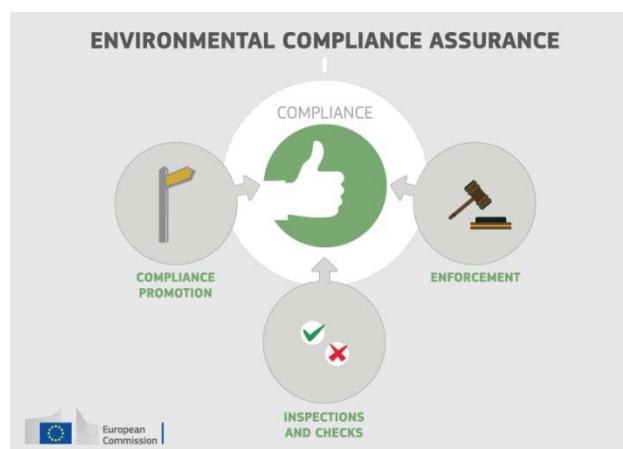 ENVIRONMENTAL COMPLIANCE ASSURANCE
COMPLIANCE
COMPLIANCE
PROMOTION
ENFORCEMENT
INSPECTIONS
AND CHECKS
European
Commission